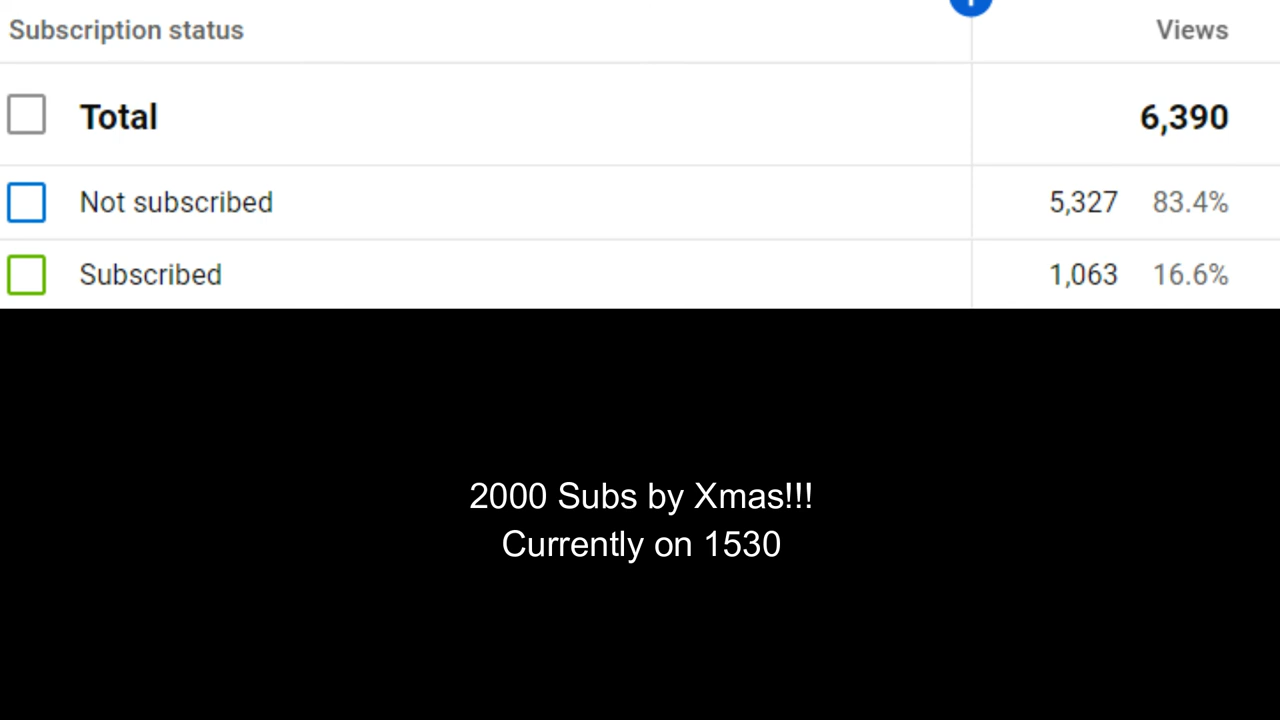 Subscription status Views
Total 6,390
Not subscribed 5,327 83.4%
Subscribed 1,063 16.6%
2000 Subs by Xmas!!!
Currently on 1530